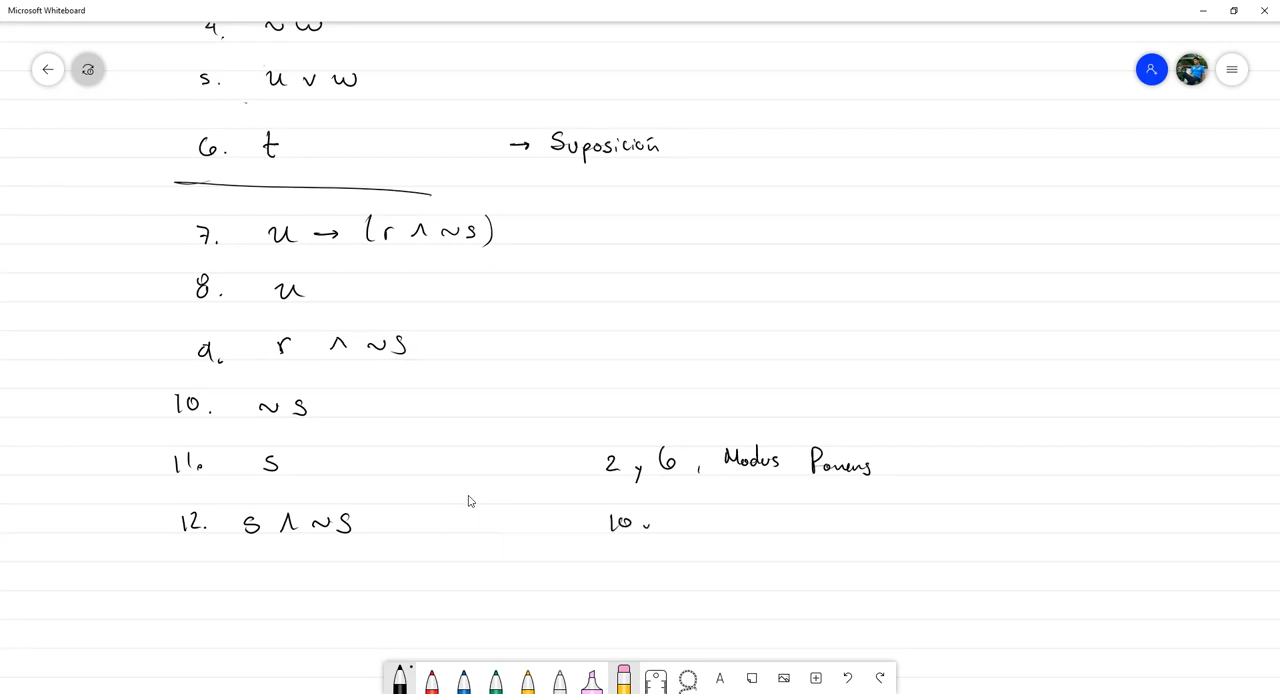 Microsoft Whiteboard
4. ~w
5. u v w
6. t → Suposición
7. u → (r ∧ ~s)
8. u
9. r ∧ ~s
10. ~s
11. s 2 y 6, Modus Ponens
12. s ∧ ~s 10
A